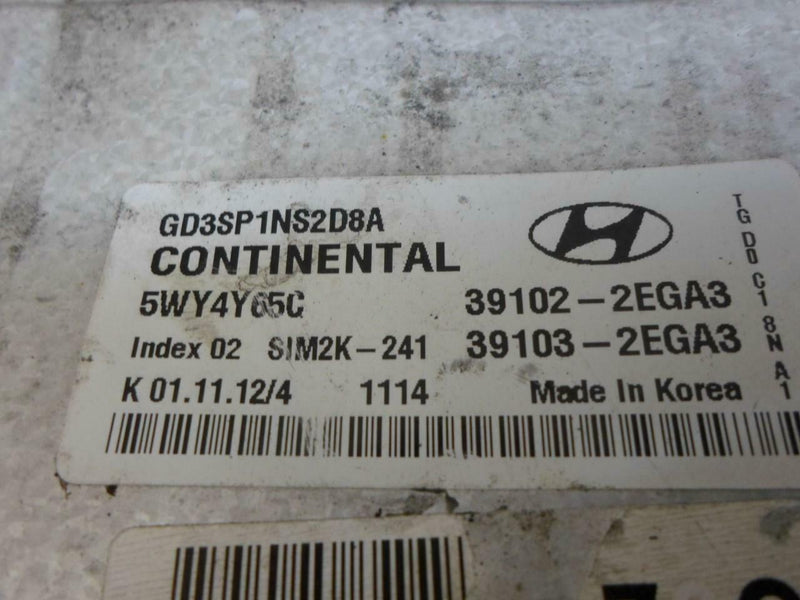 GD3SP1NS2D8A
CONTINENTAL
5WY4Y65C 39102-2EGA3
Index 02 SIM2K-241 39103-2EGA3
K 01.11.12/4 1114 Made In Korea
TG D0 C1 8N A1